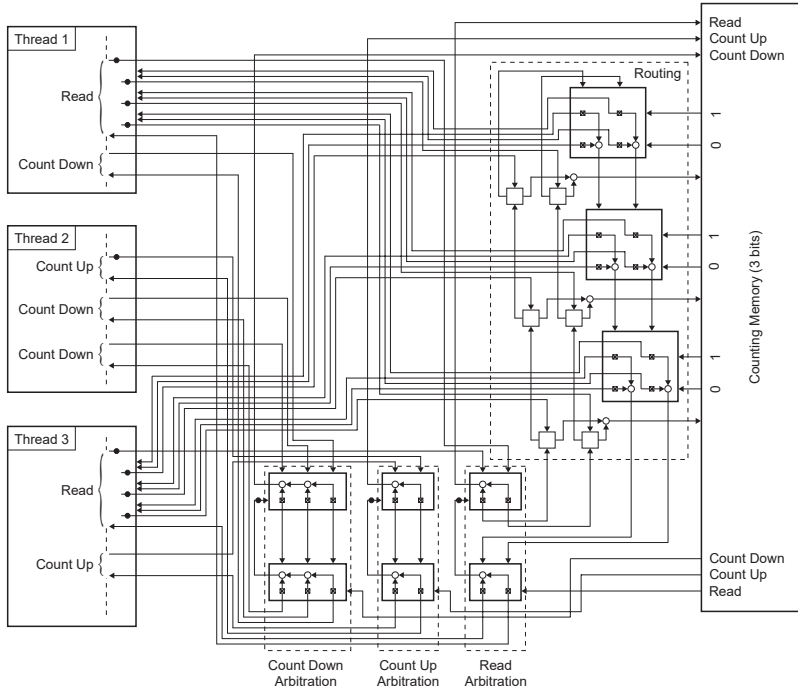 Thread 1
Read
Count Down
Thread 2
Count Up
Count Down
Count Down
Thread 3
Read
Count Up
Routing
Read
Count Up
Count Down
1
0
1
0
1
0
Counting Memory (3 bits)
Count Down
Count Up
Read
Count Down
Arbitration
Count Up
Arbitration
Read
Arbitration